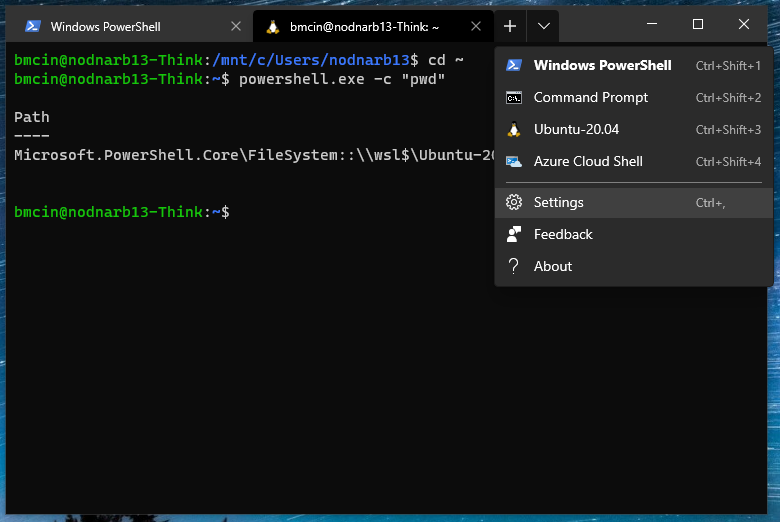 Windows PowerShell
bmcin@nodnarb13-Think: ~
bmcin@nodnarb13-Think:/mnt/c/Users/nodnarb13$ cd ~
bmcin@nodnarb13-Think:~$ powershell.exe -c "pwd"
Path
----
Microsoft.PowerShell.Core\FileSystem::\\wsl$\Ubuntu-20
bmcin@nodnarb13-Think:~$
Windows PowerShell Ctrl+Shift+1
Command Prompt Ctrl+Shift+2
Ubuntu-20.04 Ctrl+Shift+3
Azure Cloud Shell Ctrl+Shift+4
Settings Ctrl+,
Feedback
About